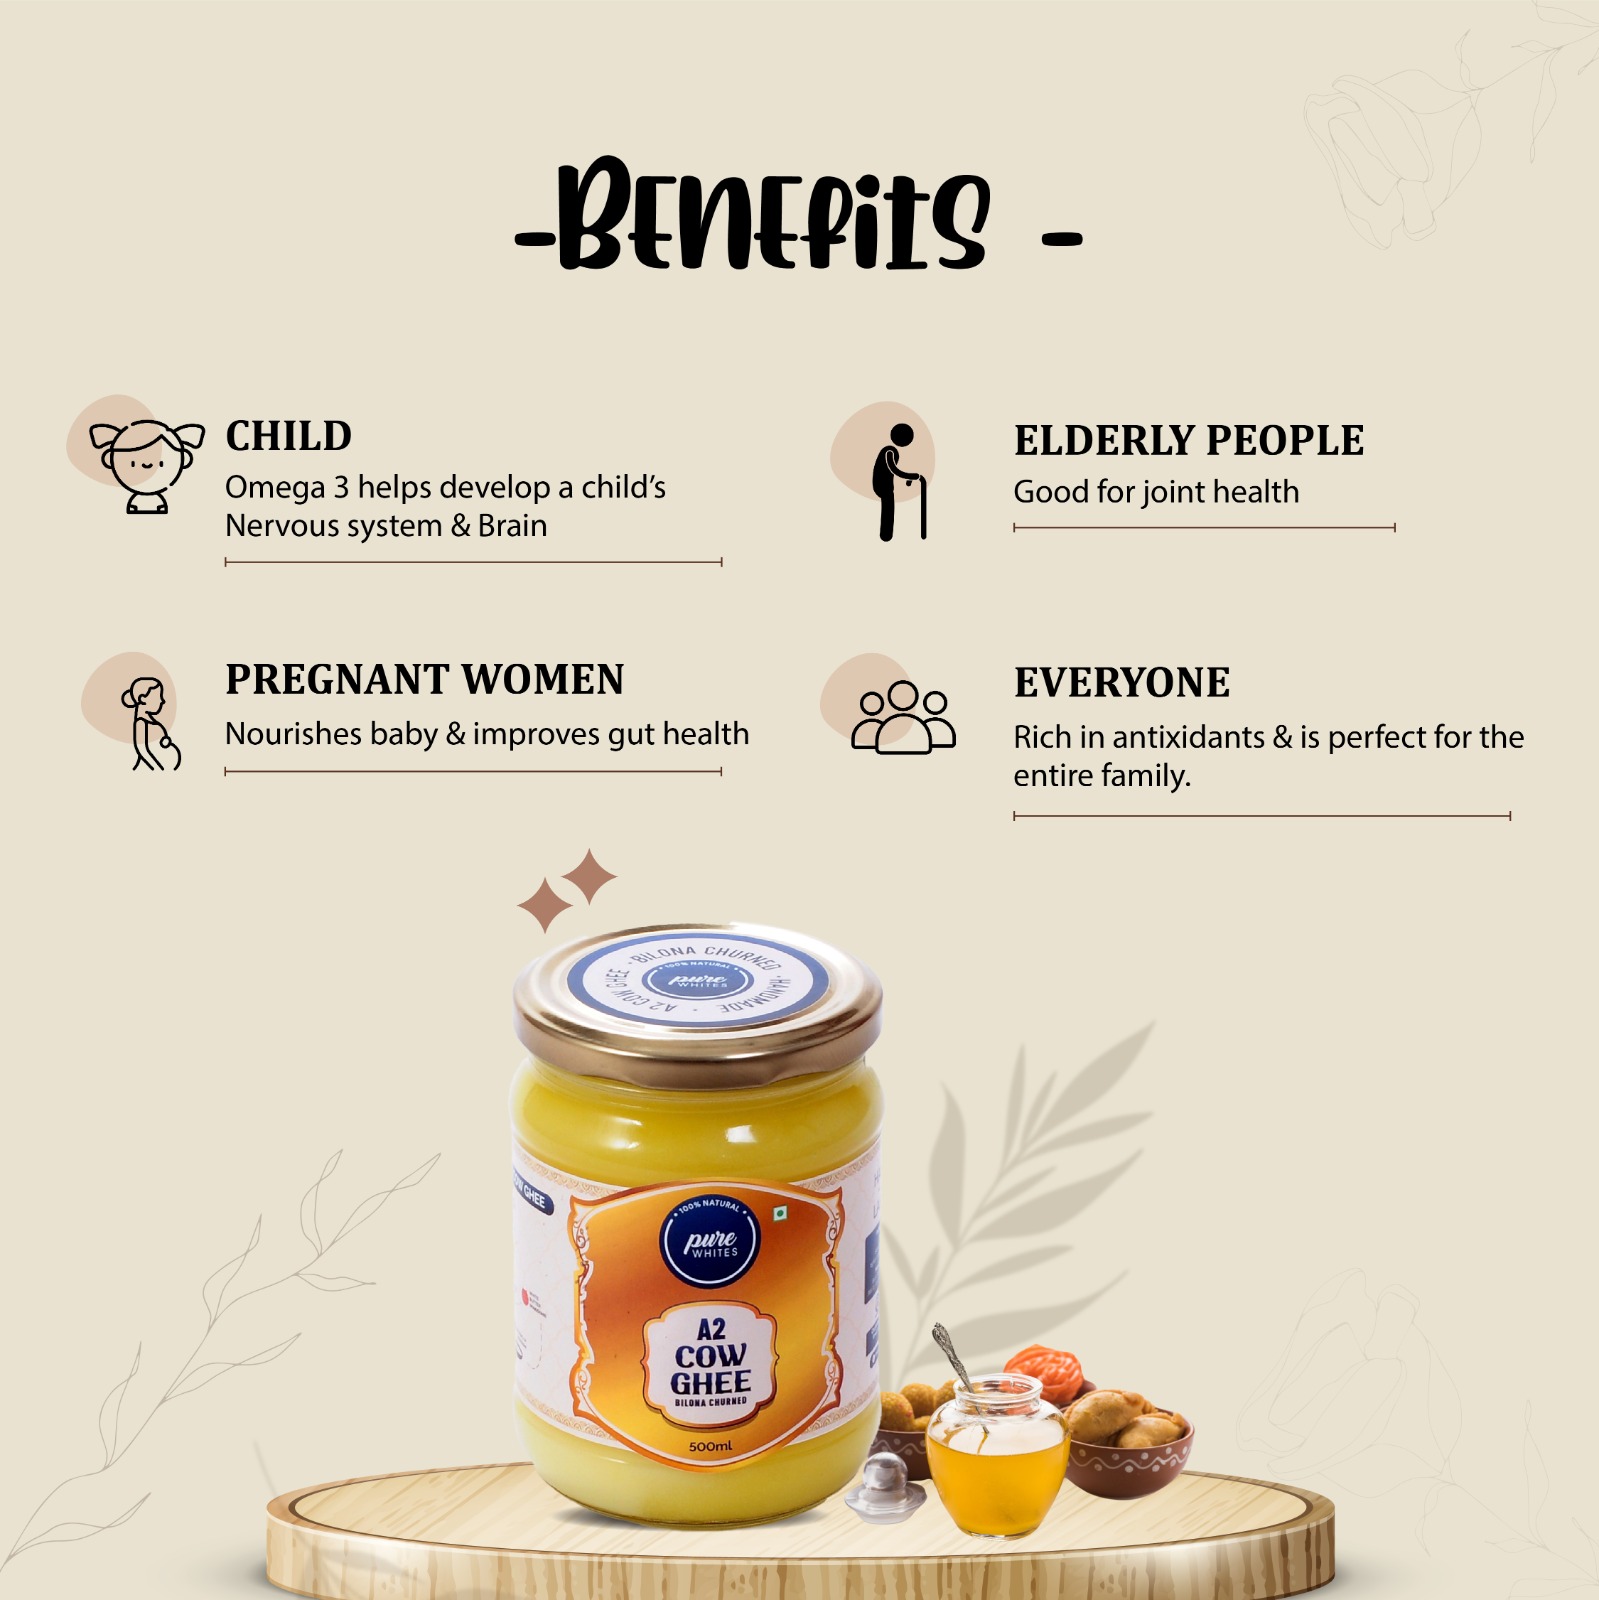 -BENEfiTS -
CHILD
Omega 3 helps develop a child’s
Nervous system & Brain
ELDERLY PEOPLE
Good for joint health
PREGNANT WOMEN
Nourishes baby & improves gut health
EVERYONE
Rich in antixidants & is perfect for the
entire family.
BILONA CHURNED · HANDMADE · A2 COW GHEE ·
100% NATURAL
pure
WHITES
GHEE
100% NATURAL
pure
WHITES
A2
COW
GHEE
BILONA CHURNED
500ml